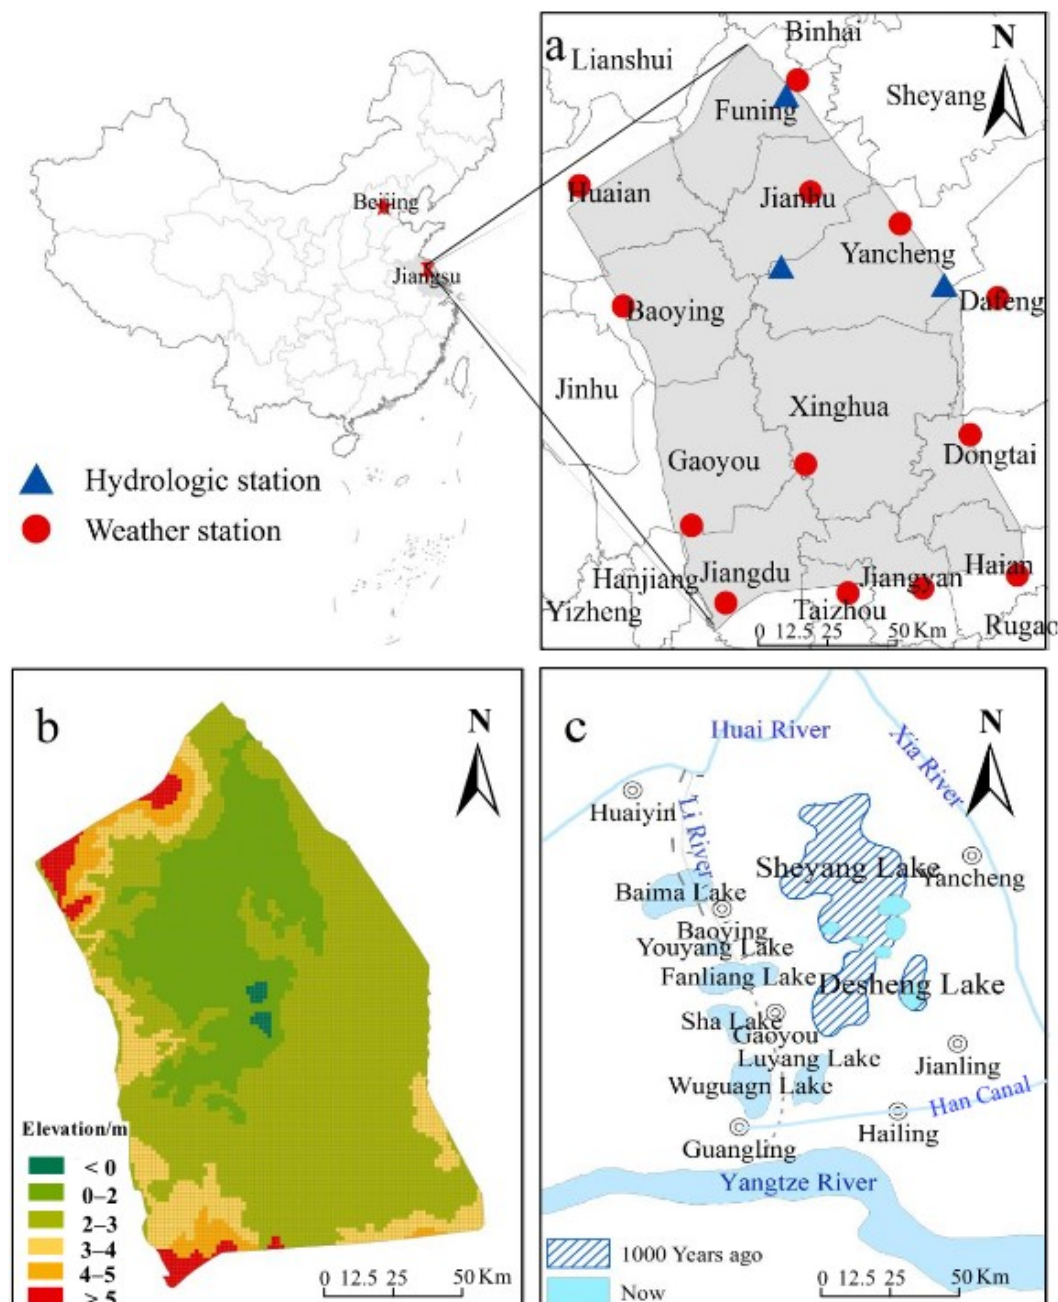 Beijing
Jiangsu
Hydrologic station
Weather station
a
N
Binhai
Lianshui
Sheyang
Funing
Huaian
Jianhu
Yancheng
Baoying
Dafeng
Jinhu
Xinghua
Gaoyou
Dongtai
Haian
Hanjiang
Jiangdu
Jiangyan
Yizheng
Taizhou
Rugao
0 12.5 25 50 Km
b
N
Elevation/m
< 0
0–2
2–3
3–4
4–5
> 5
0 12.5 25 50 Km
c
N
Huai River
Xia River
Huaiyin
Li River
Sheyang Lake
Yancheng
Baima Lake
Baoying
Youyang Lake
Fanliang Lake
Desheng Lake
Sha Lake
Gaoyou
Luyang Lake
Jianling
Wuguagn Lake
Han Canal
Hailing
Guangling
Yangtze River
1000 Years ago
Now
0 12.5 25 50 Km